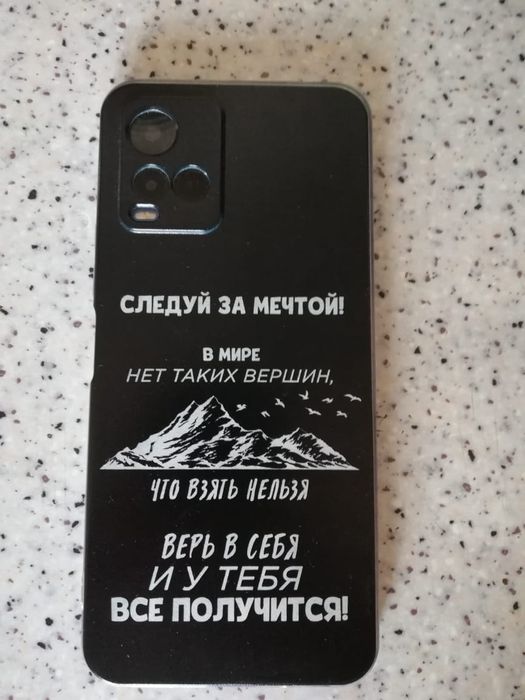 СЛЕДУЙ ЗА МЕЧТОЙ!
В МИРЕ
НЕТ ТАКИХ ВЕРШИН,
ЧТО ВЗЯТЬ НЕЛЬЗЯ
ВЕРЬ В СЕБЯ
И У ТЕБЯ
ВСЕ ПОЛУЧИТСЯ!